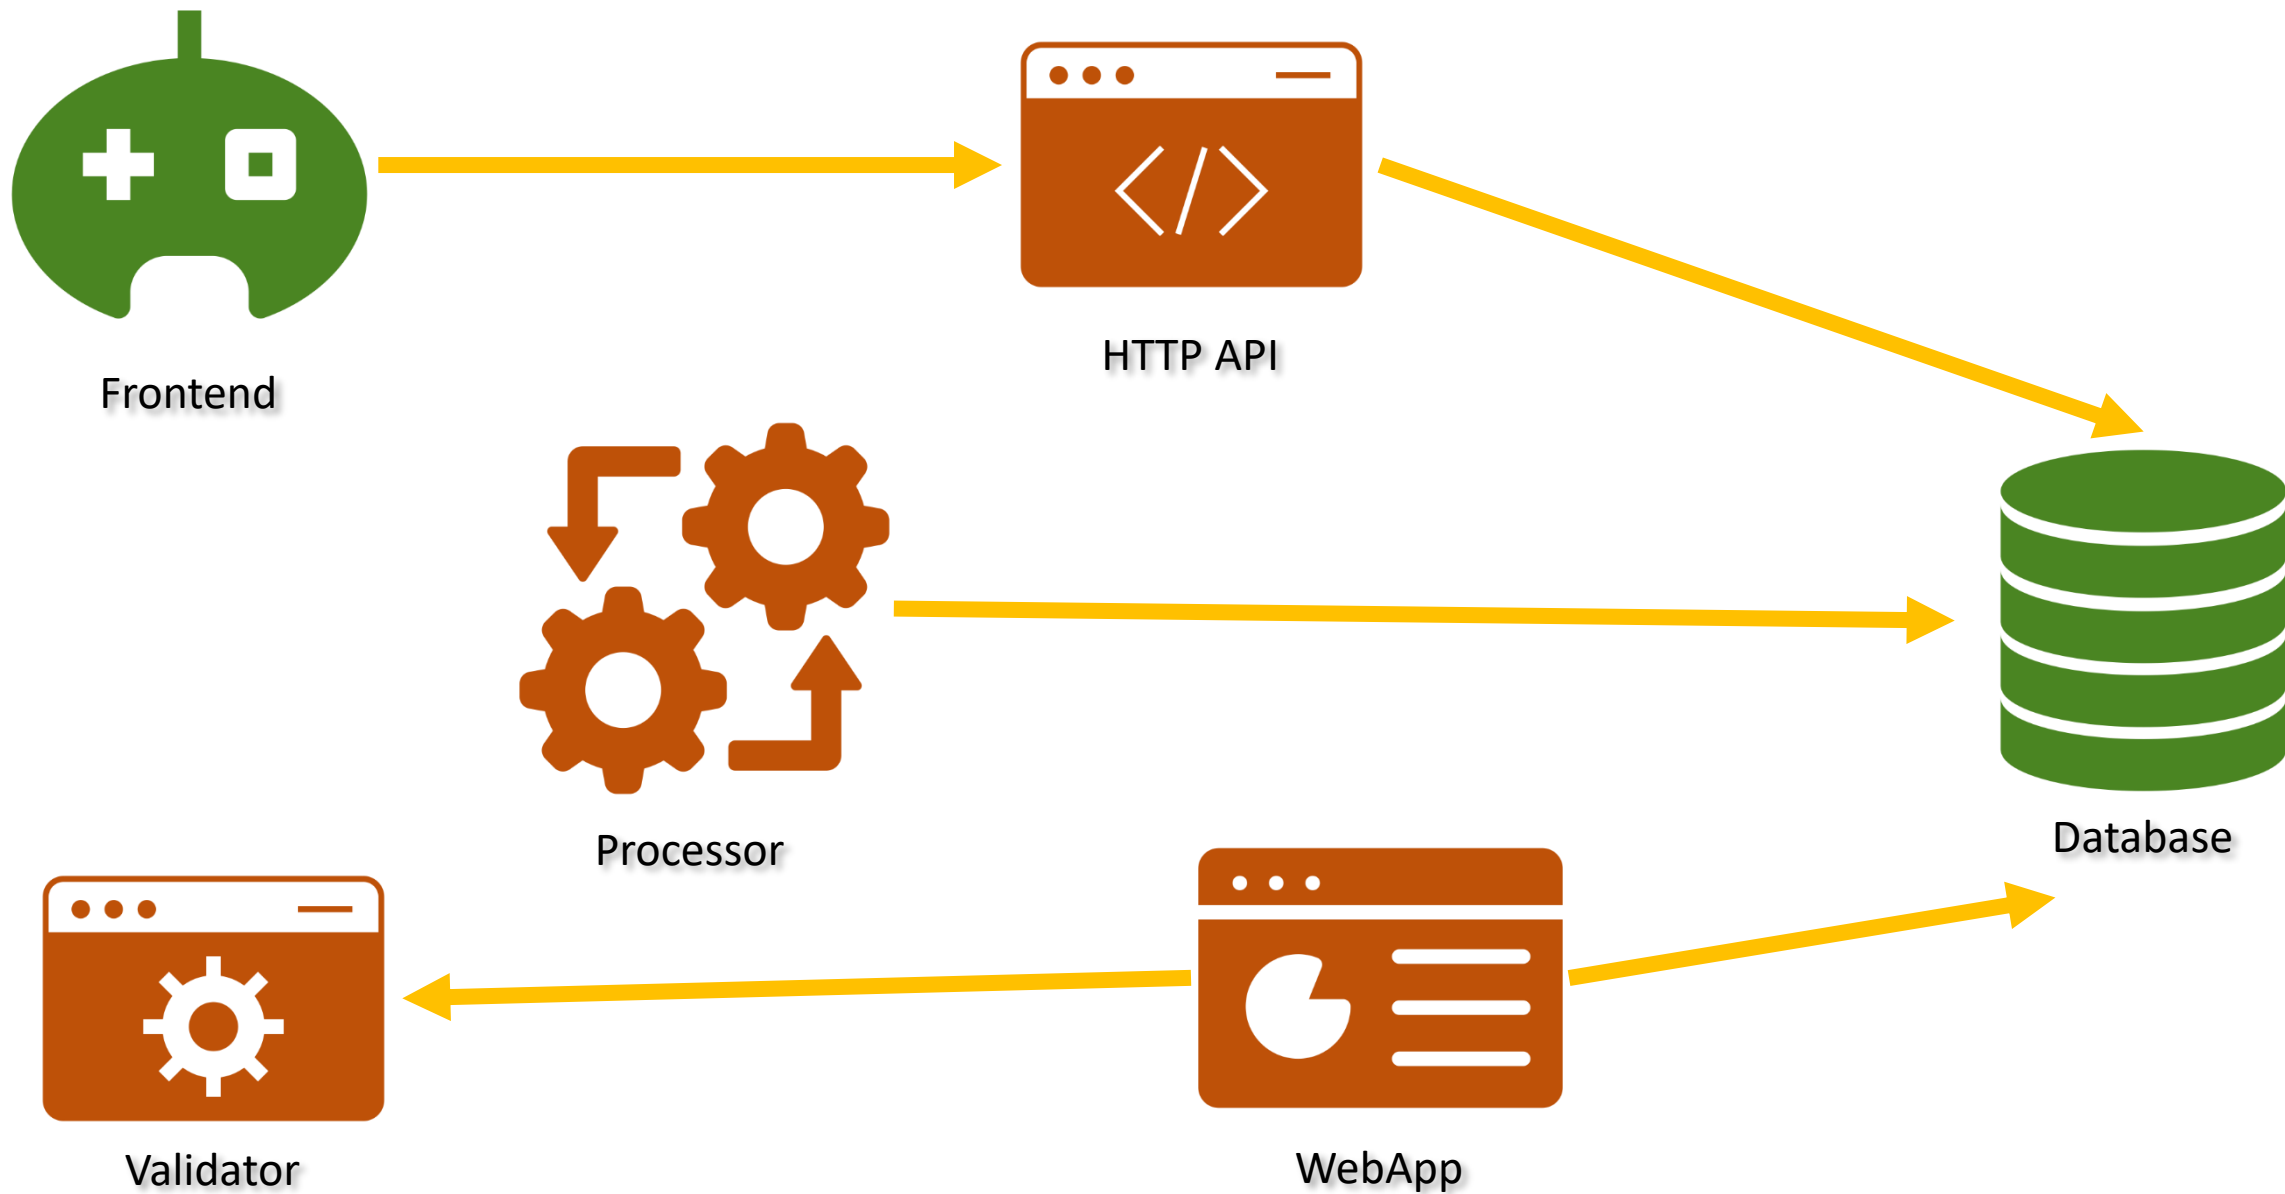 HTTP API
Frontend
Processor
Database
Validator
WebApp